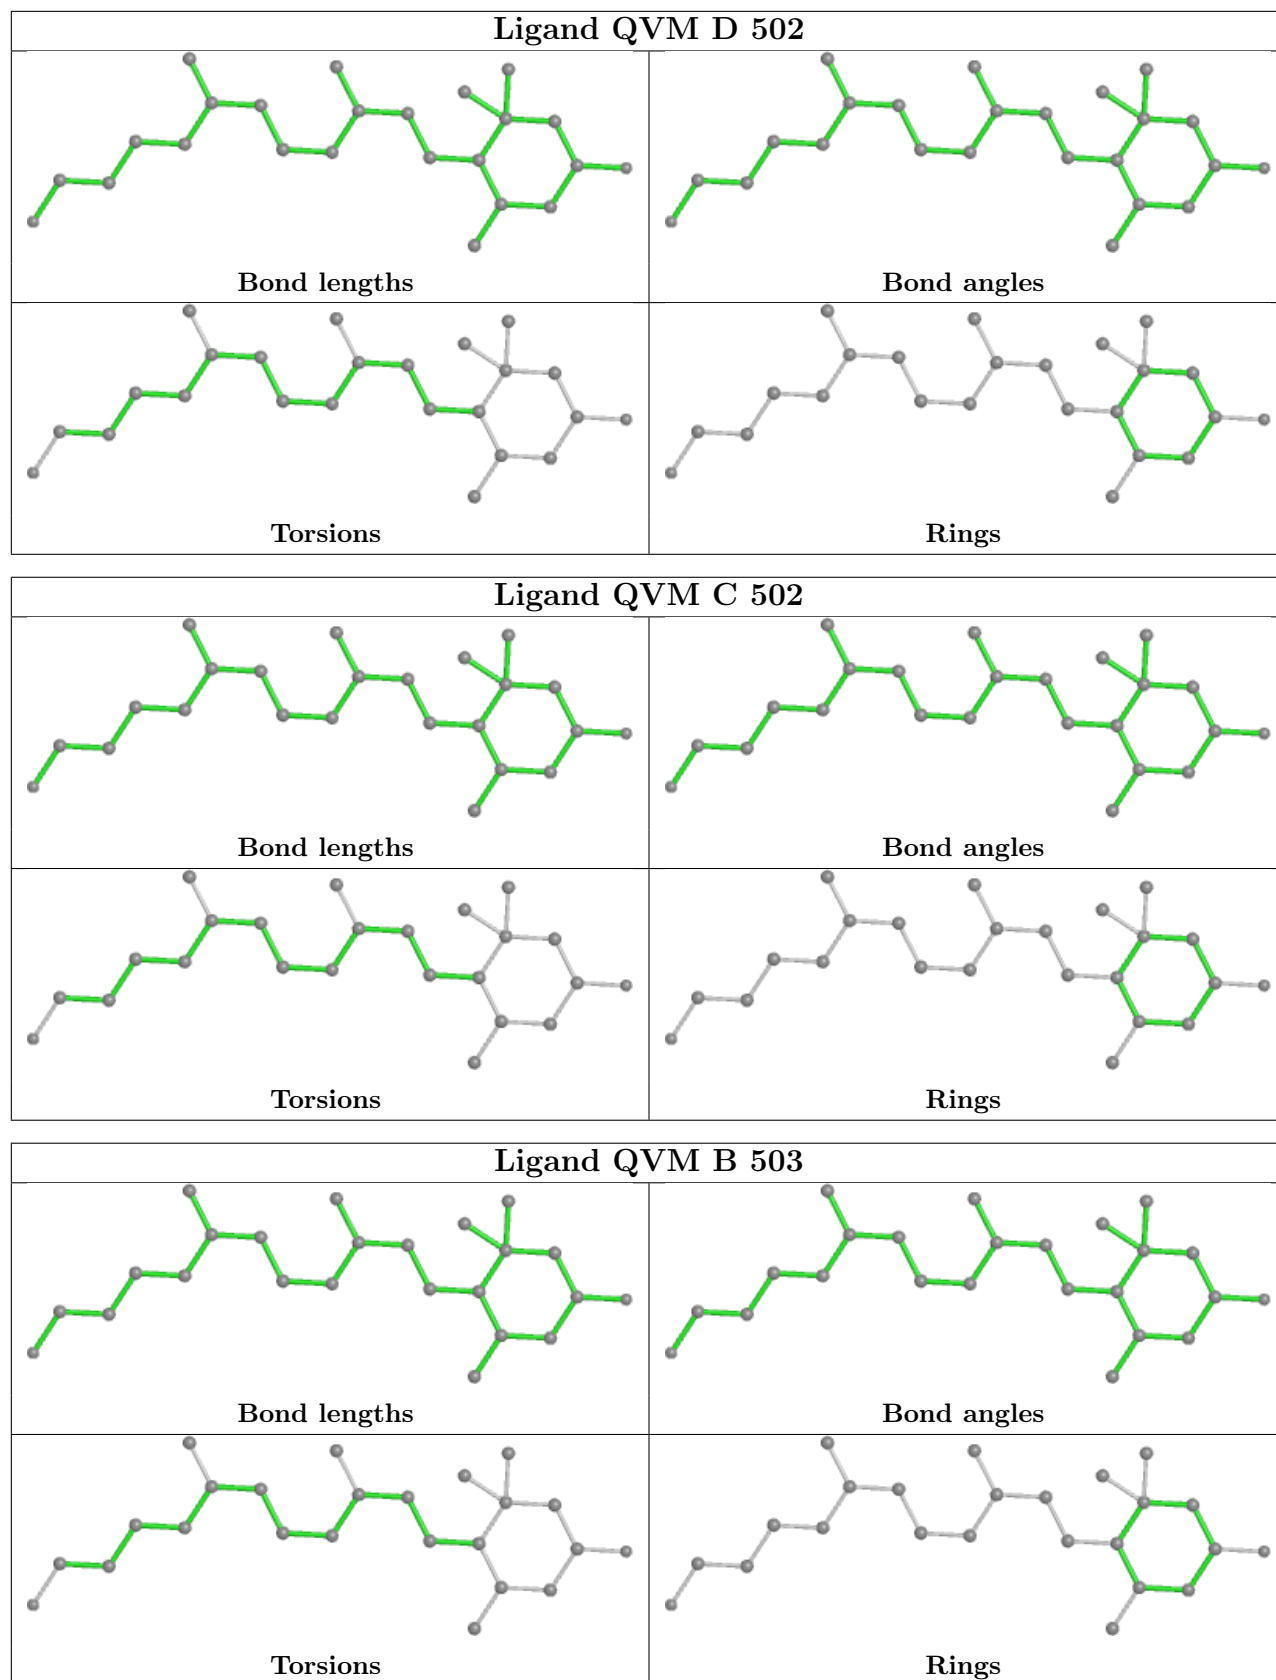 Ligand QVM D 502
Bond lengths
Bond angles
Torsions
Rings
Ligand QVM C 502
Bond lengths
Bond angles
Torsions
Rings
Ligand QVM B 503
Bond lengths
Bond angles
Torsions
Rings